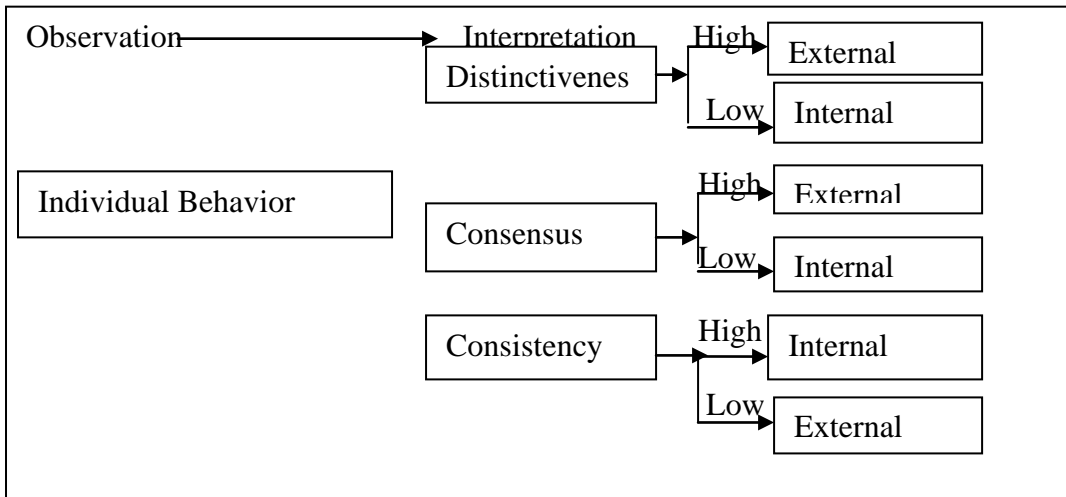 Observation Interpretation High External
Distinctivenes
Low Internal
Individual Behavior
High External
Consensus
Low Internal
High Internal
Consistency
Low External